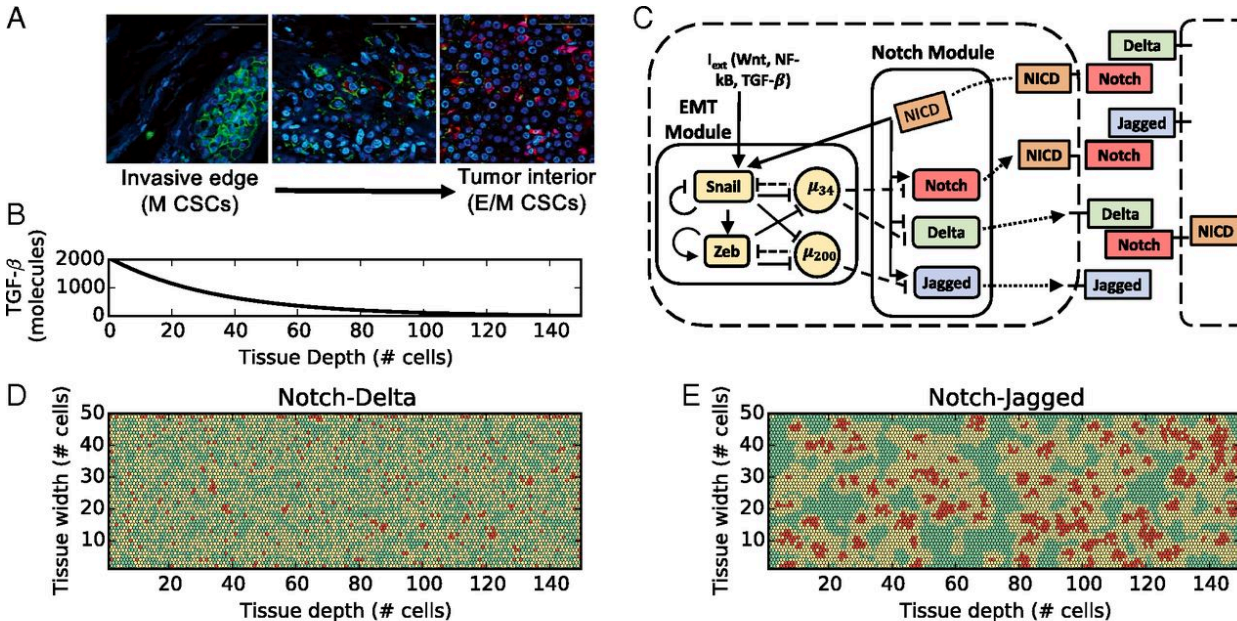 A
Invasive edge
(M CSCs)
Tumor interior
(E/M CSCs)
B
TGF-β
(molecules)
2000
1000
0
0 20 40 60 80 100 120 140
Tissue Depth (# cells)
C
I_ext (Wnt, NF-
kB, TGF-β)
EMT
Module
Snail
Zeb
μ34
μ200
Notch Module
NICD
Notch
Delta
Jagged
NICD
Notch
Delta
Jagged
NICD
Notch
Delta
Notch
NICD
Jagged
D
Notch-Delta
Tissue width (# cells)
50
40
30
20
10
20 40 60 80 100 120 140
Tissue depth (# cells)
E
Notch-Jagged
Tissue width (# cells)
50
40
30
20
10
20 40 60 80 100 120 140
Tissue depth (# cells)